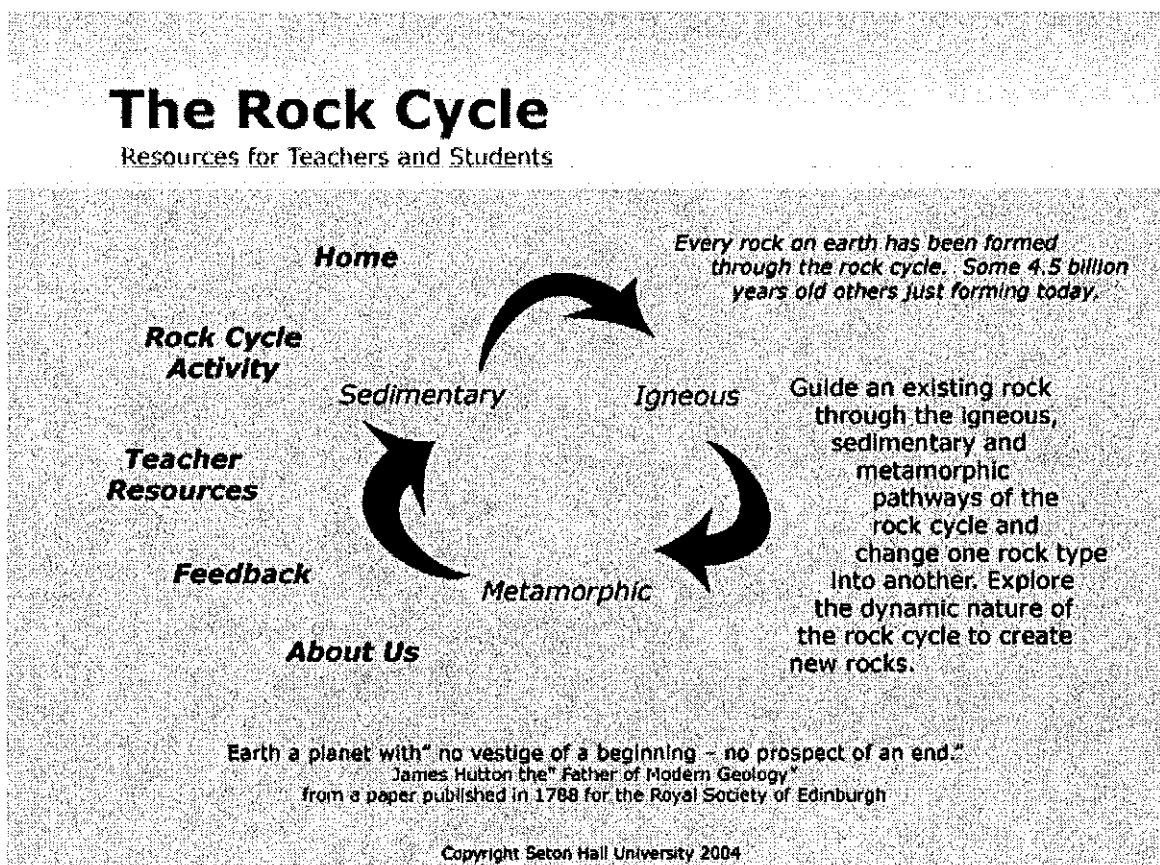 The Rock Cycle
Resources for Teachers and Students
Home
Every rock on earth has been formed
through the rock cycle. Some 4.5 billion
years old others just forming today.
Rock Cycle
Activity
Sedimentary
Igneous
Guide an existing rock
through the igneous,
sedimentary and
metamorphic
pathways of the
rock cycle and
change one rock type
into another. Explore
the dynamic nature of
the rock cycle to create
new rocks.
Teacher
Resources
Feedback
Metamorphic
About Us
Earth a planet with" no vestige of a beginning – no prospect of an end."
James Hutton the" Father of Modern Geology"
from a paper published in 1788 for the Royal Society of Edinburgh
Copyright Seton Hall University 2004